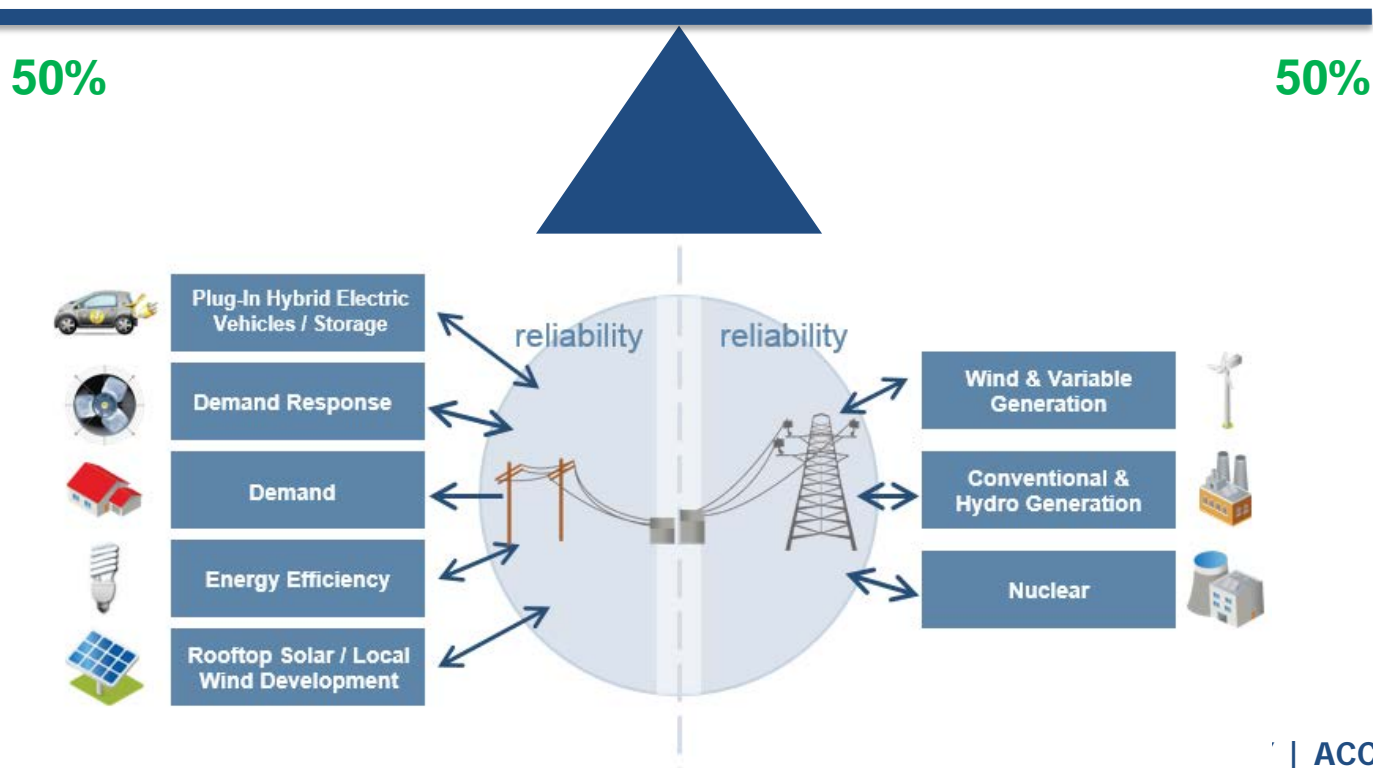 50%
50%
Plug-In Hybrid Electric
Vehicles / Storage
Demand Response
Demand
Energy Efficiency
Rooftop Solar / Local
Wind Development
reliability
reliability
Wind & Variable
Generation
Conventional &
Hydro Generation
Nuclear
| ACC